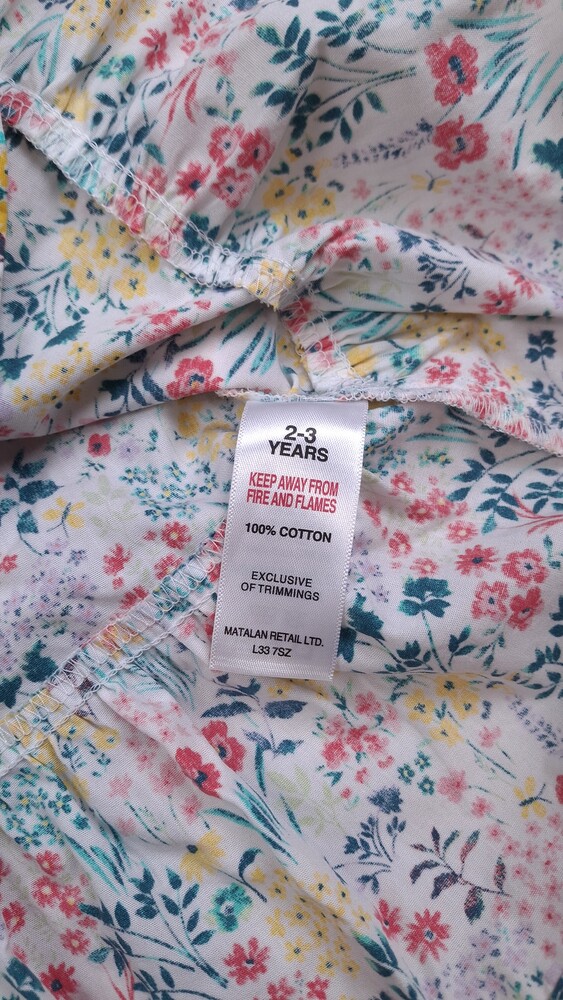 2-3
YEARS
KEEP AWAY FROM
FIRE AND FLAMES
100% COTTON
EXCLUSIVE
OF TRIMMINGS
MATALAN RETAIL LTD.
L33 7SZ